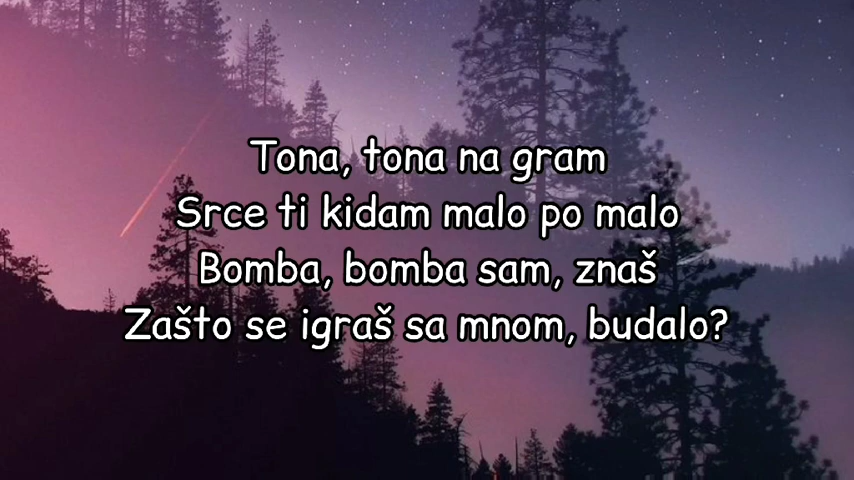 Tona, tona na gram
Srce ti kidam malo po malo
Bomba, bomba sam, znaš
Zašto se igraš sa mnom, budalo?